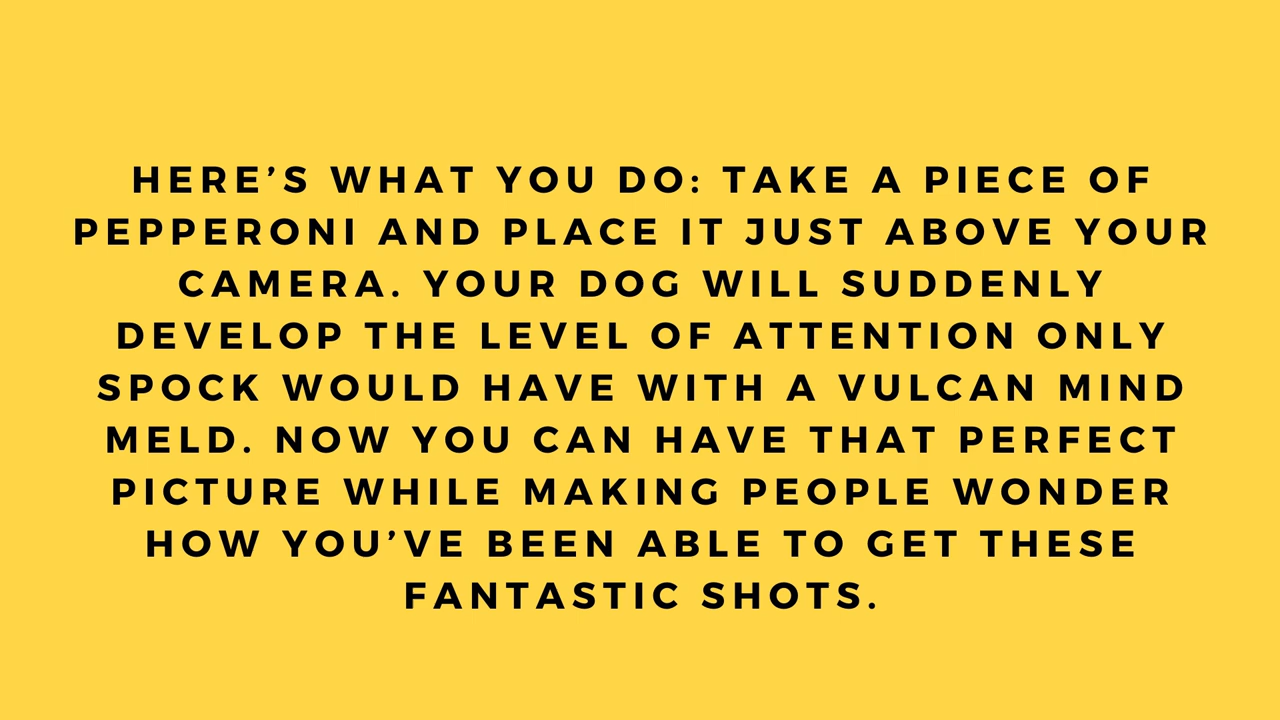 HERE’S WHAT YOU DO: TAKE A PIECE OF
PEPPERONI AND PLACE IT JUST ABOVE YOUR
CAMERA. YOUR DOG WILL SUDDENLY
DEVELOP THE LEVEL OF ATTENTION ONLY
SPOCK WOULD HAVE WITH A VULCAN MIND
MELD. NOW YOU CAN HAVE THAT PERFECT
PICTURE WHILE MAKING PEOPLE WONDER
HOW YOU’VE BEEN ABLE TO GET THESE
FANTASTIC SHOTS.